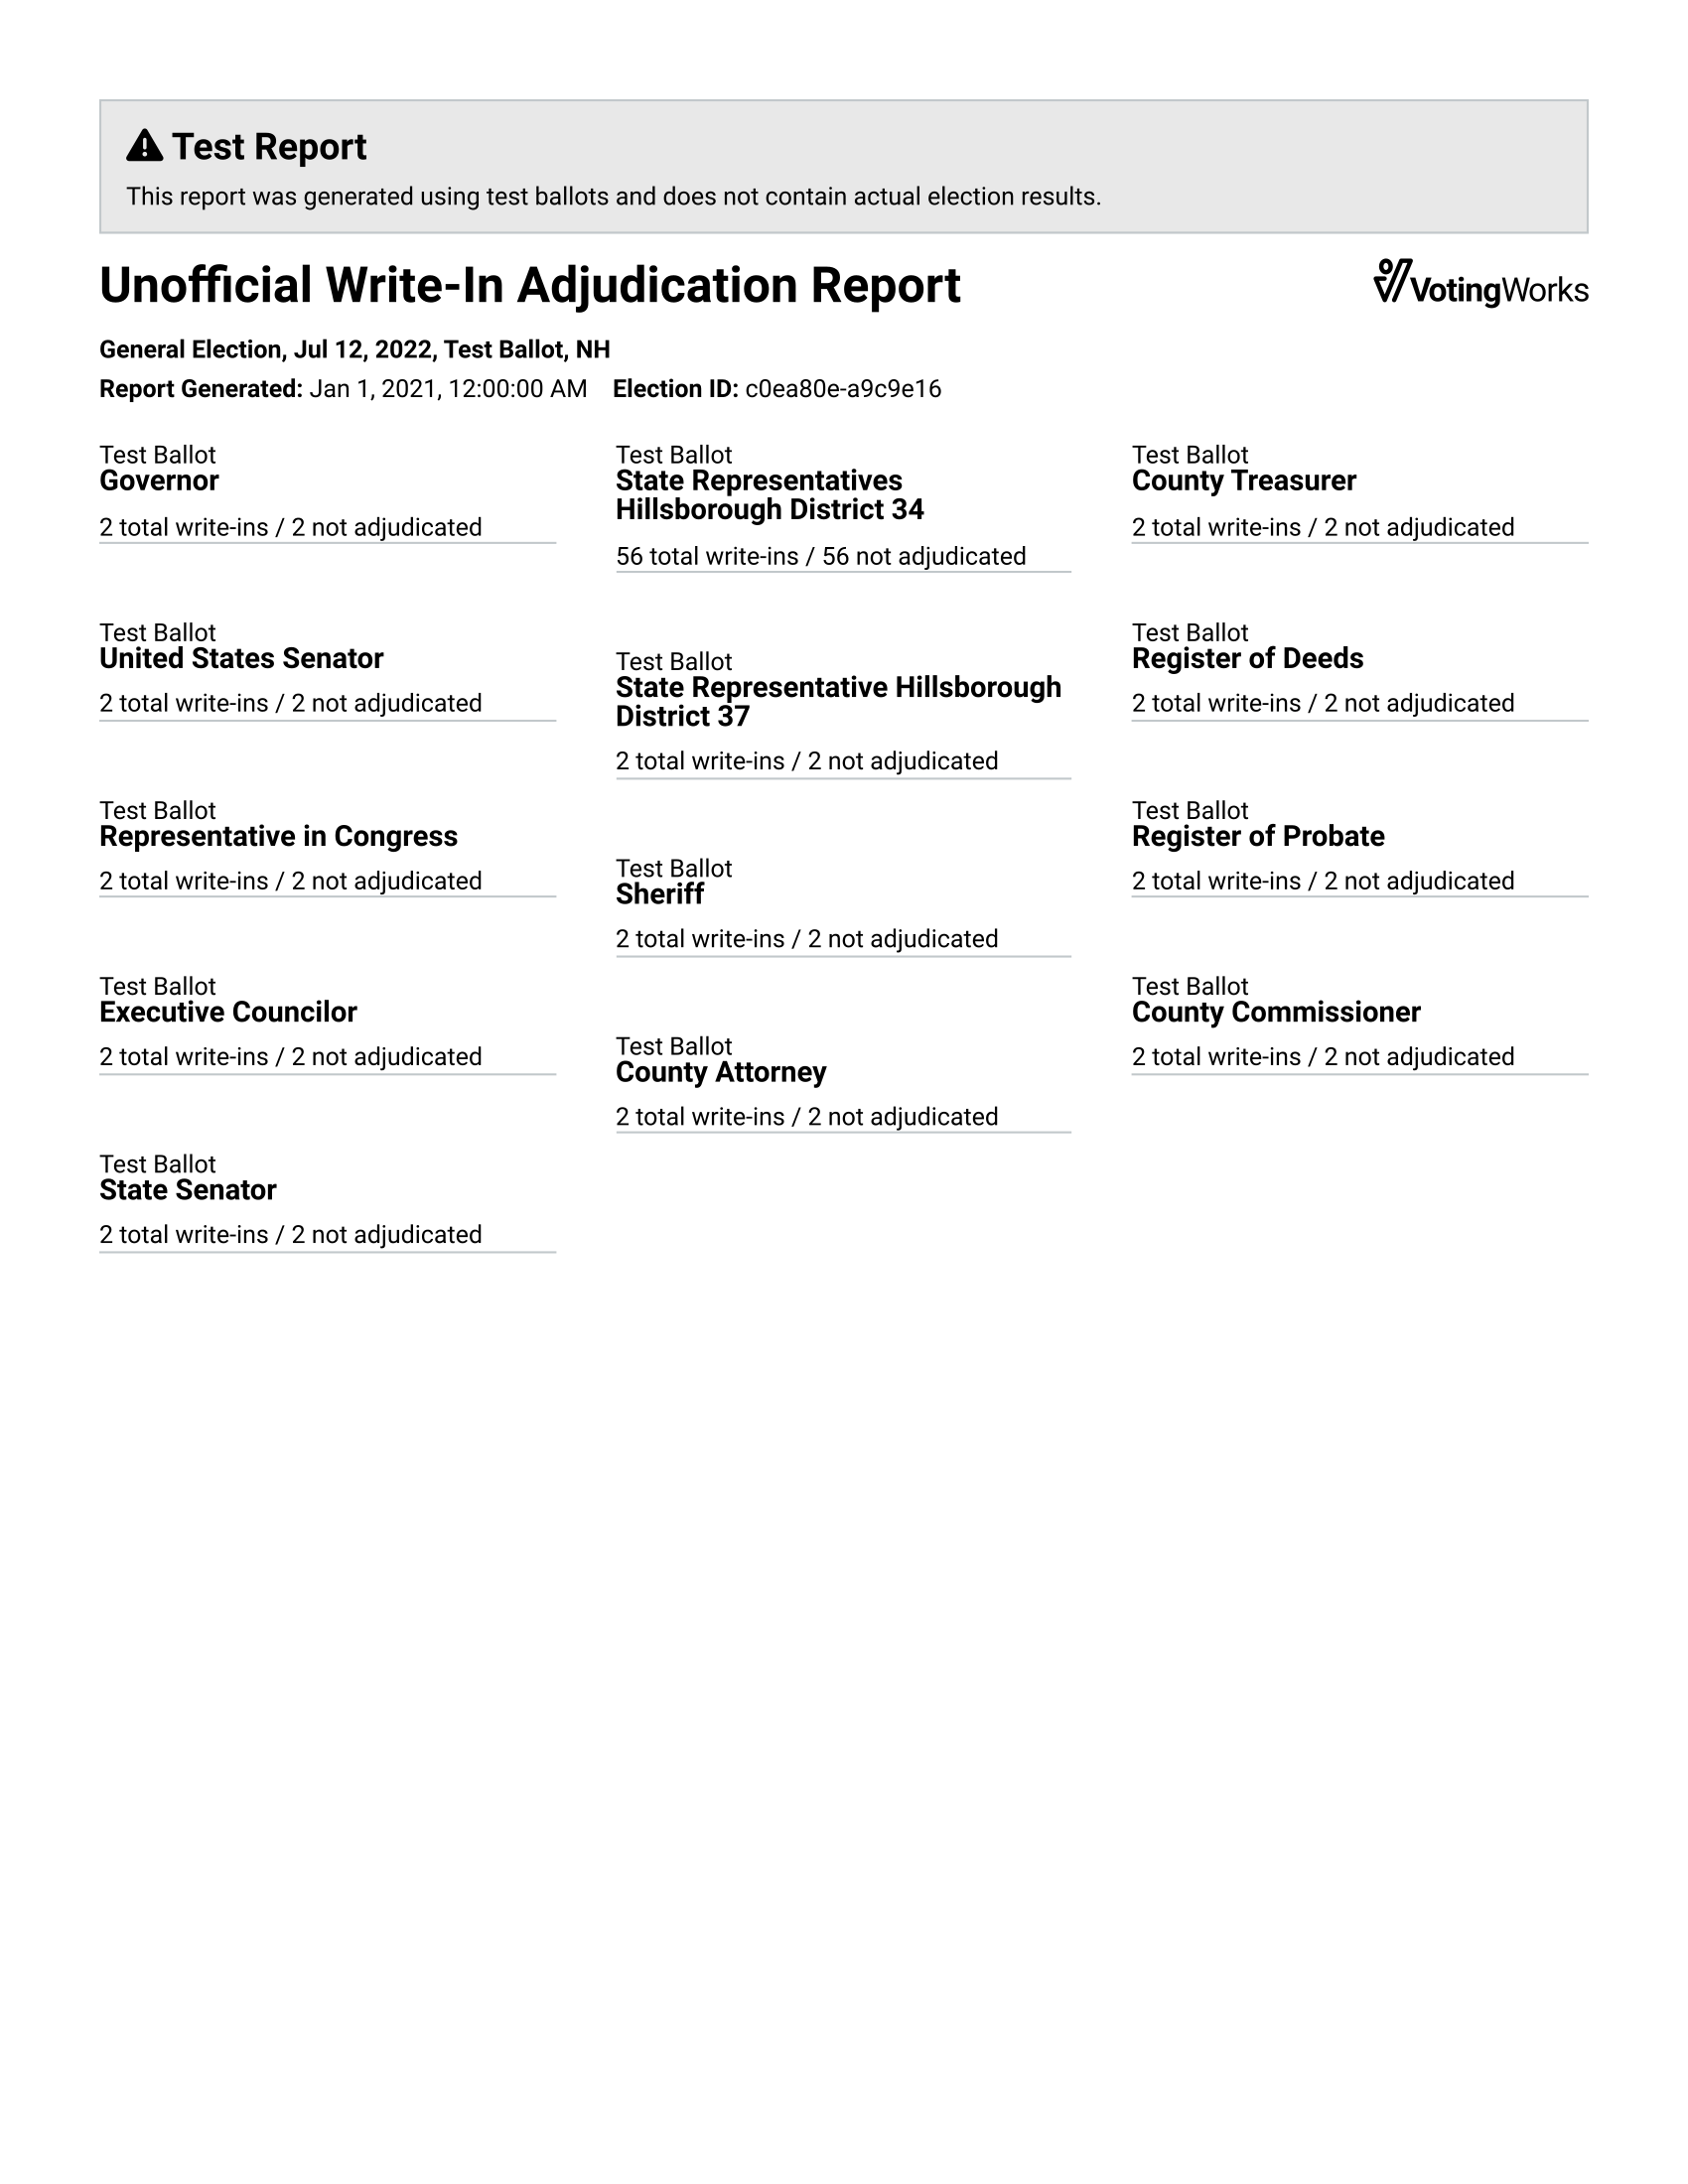 Test Report
This report was generated using test ballots and does not contain actual election results.
Unofficial Write-In Adjudication Report
VotingWorks
General Election, Jul 12, 2022, Test Ballot, NH
Report Generated: Jan 1, 2021, 12:00:00 AM Election ID: c0ea80e-a9c9e16
Test Ballot
Governor
2 total write-ins / 2 not adjudicated
Test Ballot
United States Senator
2 total write-ins / 2 not adjudicated
Test Ballot
Representative in Congress
2 total write-ins / 2 not adjudicated
Test Ballot
Executive Councilor
2 total write-ins / 2 not adjudicated
Test Ballot
State Senator
2 total write-ins / 2 not adjudicated
Test Ballot
State Representatives
Hillsborough District 34
56 total write-ins / 56 not adjudicated
Test Ballot
State Representative Hillsborough
District 37
2 total write-ins / 2 not adjudicated
Test Ballot
Sheriff
2 total write-ins / 2 not adjudicated
Test Ballot
County Attorney
2 total write-ins / 2 not adjudicated
Test Ballot
County Treasurer
2 total write-ins / 2 not adjudicated
Test Ballot
Register of Deeds
2 total write-ins / 2 not adjudicated
Test Ballot
Register of Probate
2 total write-ins / 2 not adjudicated
Test Ballot
County Commissioner
2 total write-ins / 2 not adjudicated